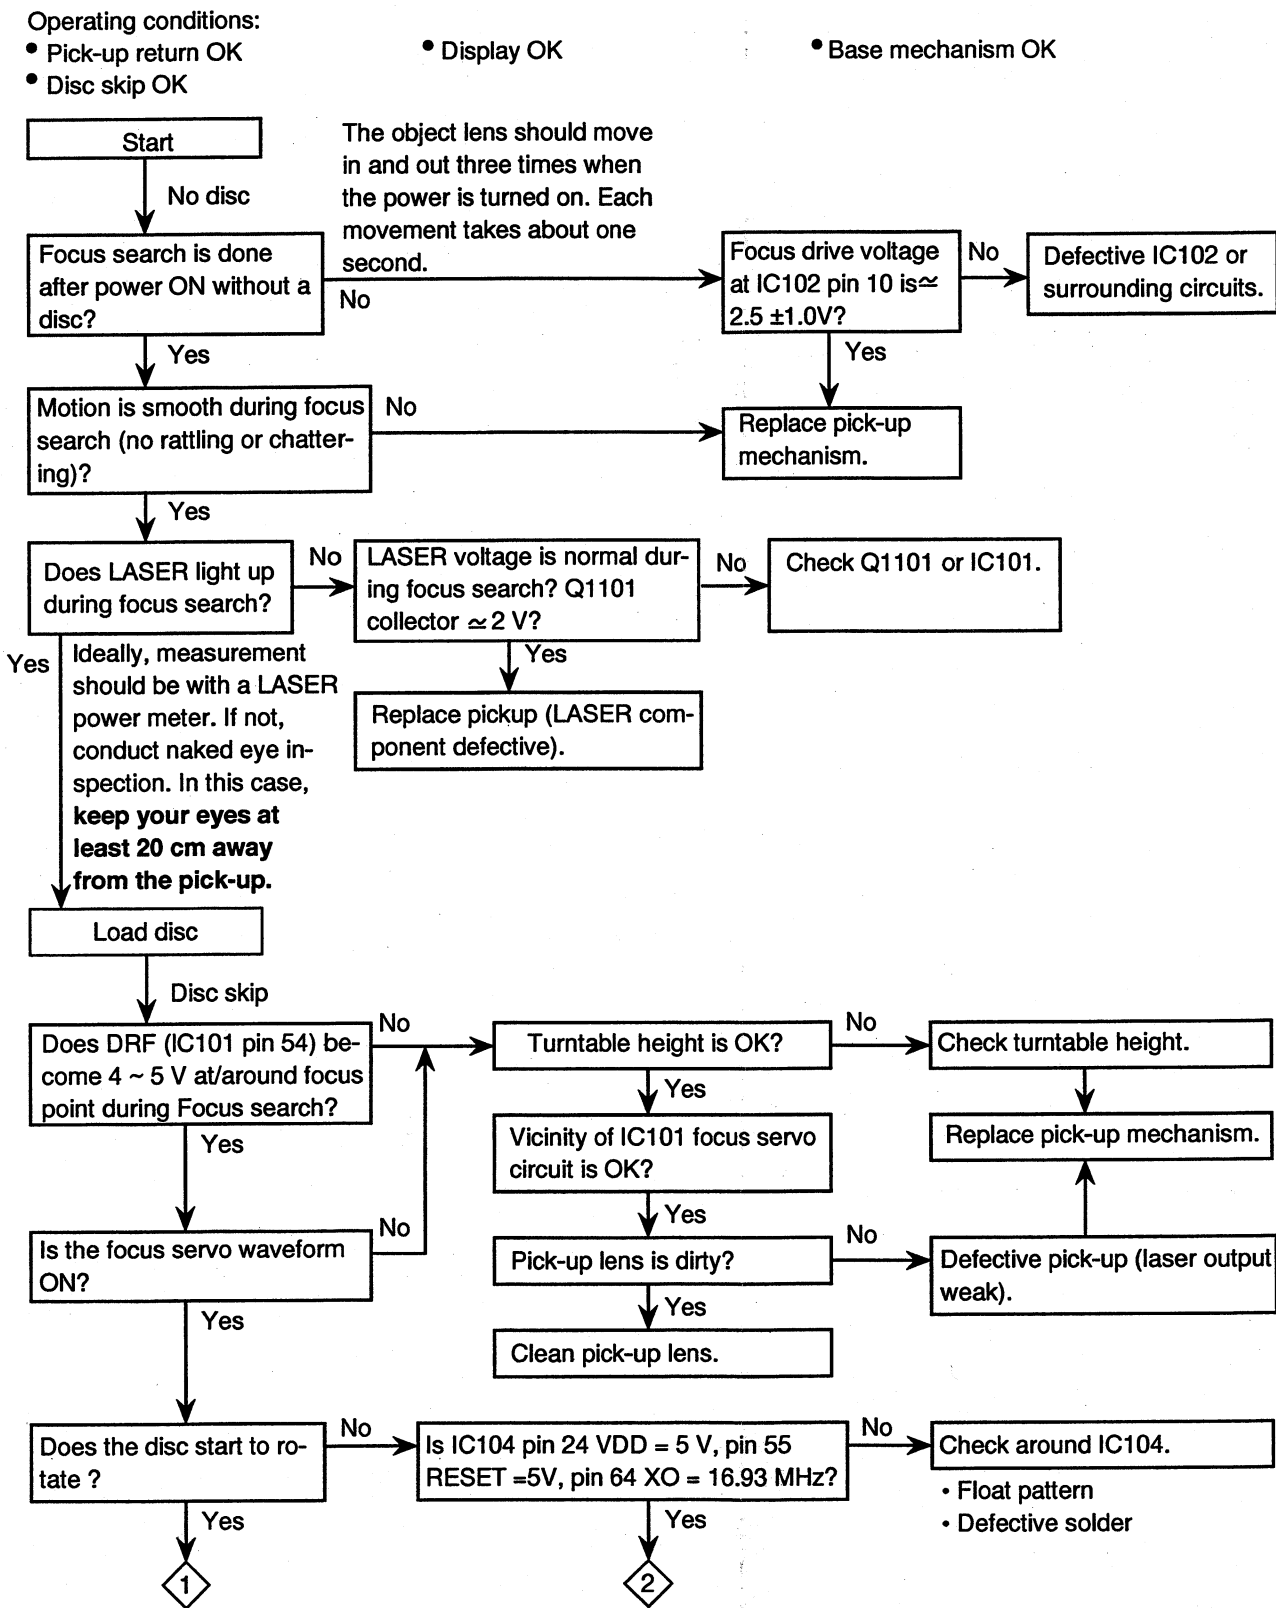 Operating conditions:
• Pick-up return OK
• Disc skip OK
• Display OK
• Base mechanism OK
Start
No disc
The object lens should move
in and out three times when
the power is turned on. Each
movement takes about one
second.
Focus search is done
after power ON without a
disc?
No
Focus drive voltage
at IC102 pin 10 is≃
2.5 ±1.0V?
No
Defective IC102 or
surrounding circuits.
Yes
Yes
Motion is smooth during focus
search (no rattling or chatter-
ing)?
No
Replace pick-up
mechanism.
Yes
Does LASER light up
during focus search?
No
LASER voltage is normal dur-
ing focus search? Q1101
collector ≃ 2 V?
No
Check Q1101 or IC101.
Yes
Yes
Replace pickup (LASER com-
ponent defective).
Ideally, measurement
should be with a LASER
power meter. If not,
conduct naked eye in-
spection. In this case,
keep your eyes at
least 20 cm away
from the pick-up.
Load disc
Disc skip
Does DRF (IC101 pin 54) be-
come 4 ~ 5 V at/around focus
point during Focus search?
No
Turntable height is OK?
No
Check turntable height.
Yes
Yes
Vicinity of IC101 focus servo
circuit is OK?
Replace pick-up mechanism.
Yes
Is the focus servo waveform
ON?
No
Pick-up lens is dirty?
No
Defective pick-up (laser output
weak).
Yes
Yes
Clean pick-up lens.
Does the disc start to ro-
tate ?
No
Is IC104 pin 24 VDD = 5 V, pin 55
RESET =5V, pin 64 XO = 16.93 MHz?
No
Check around IC104.
• Float pattern
• Defective solder
Yes
Yes
1
2